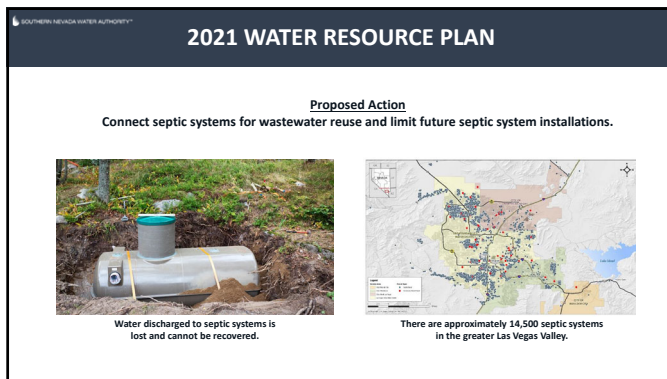 SOUTHERN NEVADA WATER AUTHORITY™
2021 WATER RESOURCE PLAN
Proposed Action
Connect septic systems for wastewater reuse and limit future septic system installations.
Water discharged to septic systems is
lost and cannot be recovered.
There are approximately 14,500 septic systems
in the greater Las Vegas Valley.